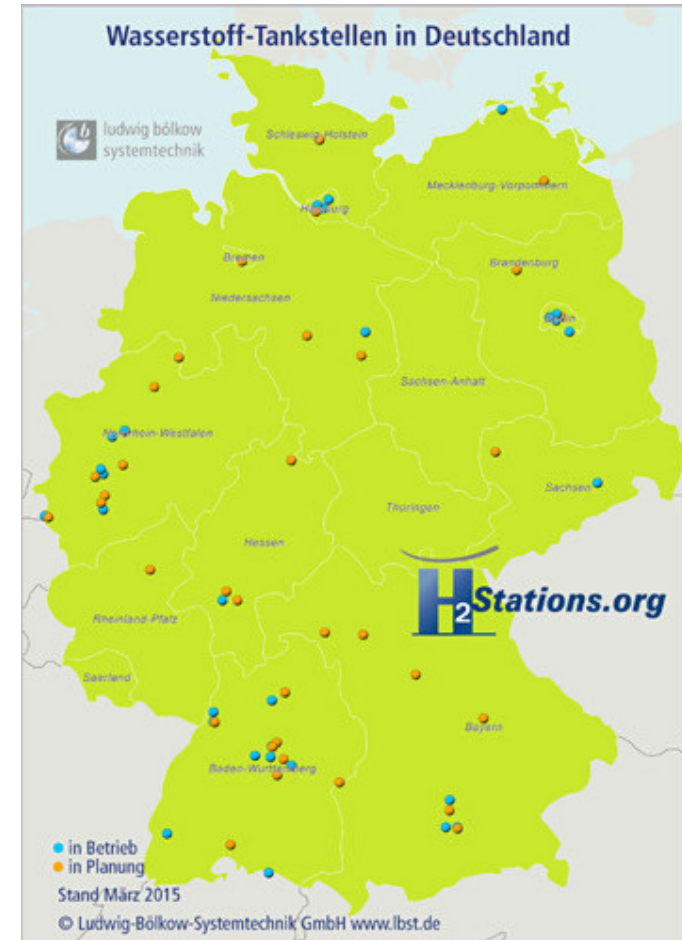 Wasserstoff-Tankstellen in Deutschland
ludwig bölkow
systemtechnik
Schleswig-Holstein
Mecklenburg-Vorpommern
Hamburg
Bremen
Brandenburg
Niedersachsen
Berlin
Sachsen-Anhalt
Nordrhein-Westfalen
Sachsen
Thüringen
Hessen
H2Stations.org
Rheinland-Pfalz
Saarland
Bayern
Baden-Württemberg
in Betrieb
in Planung
Stand März 2015
© Ludwig-Bölkow-Systemtechnik GmbH www.lbst.de